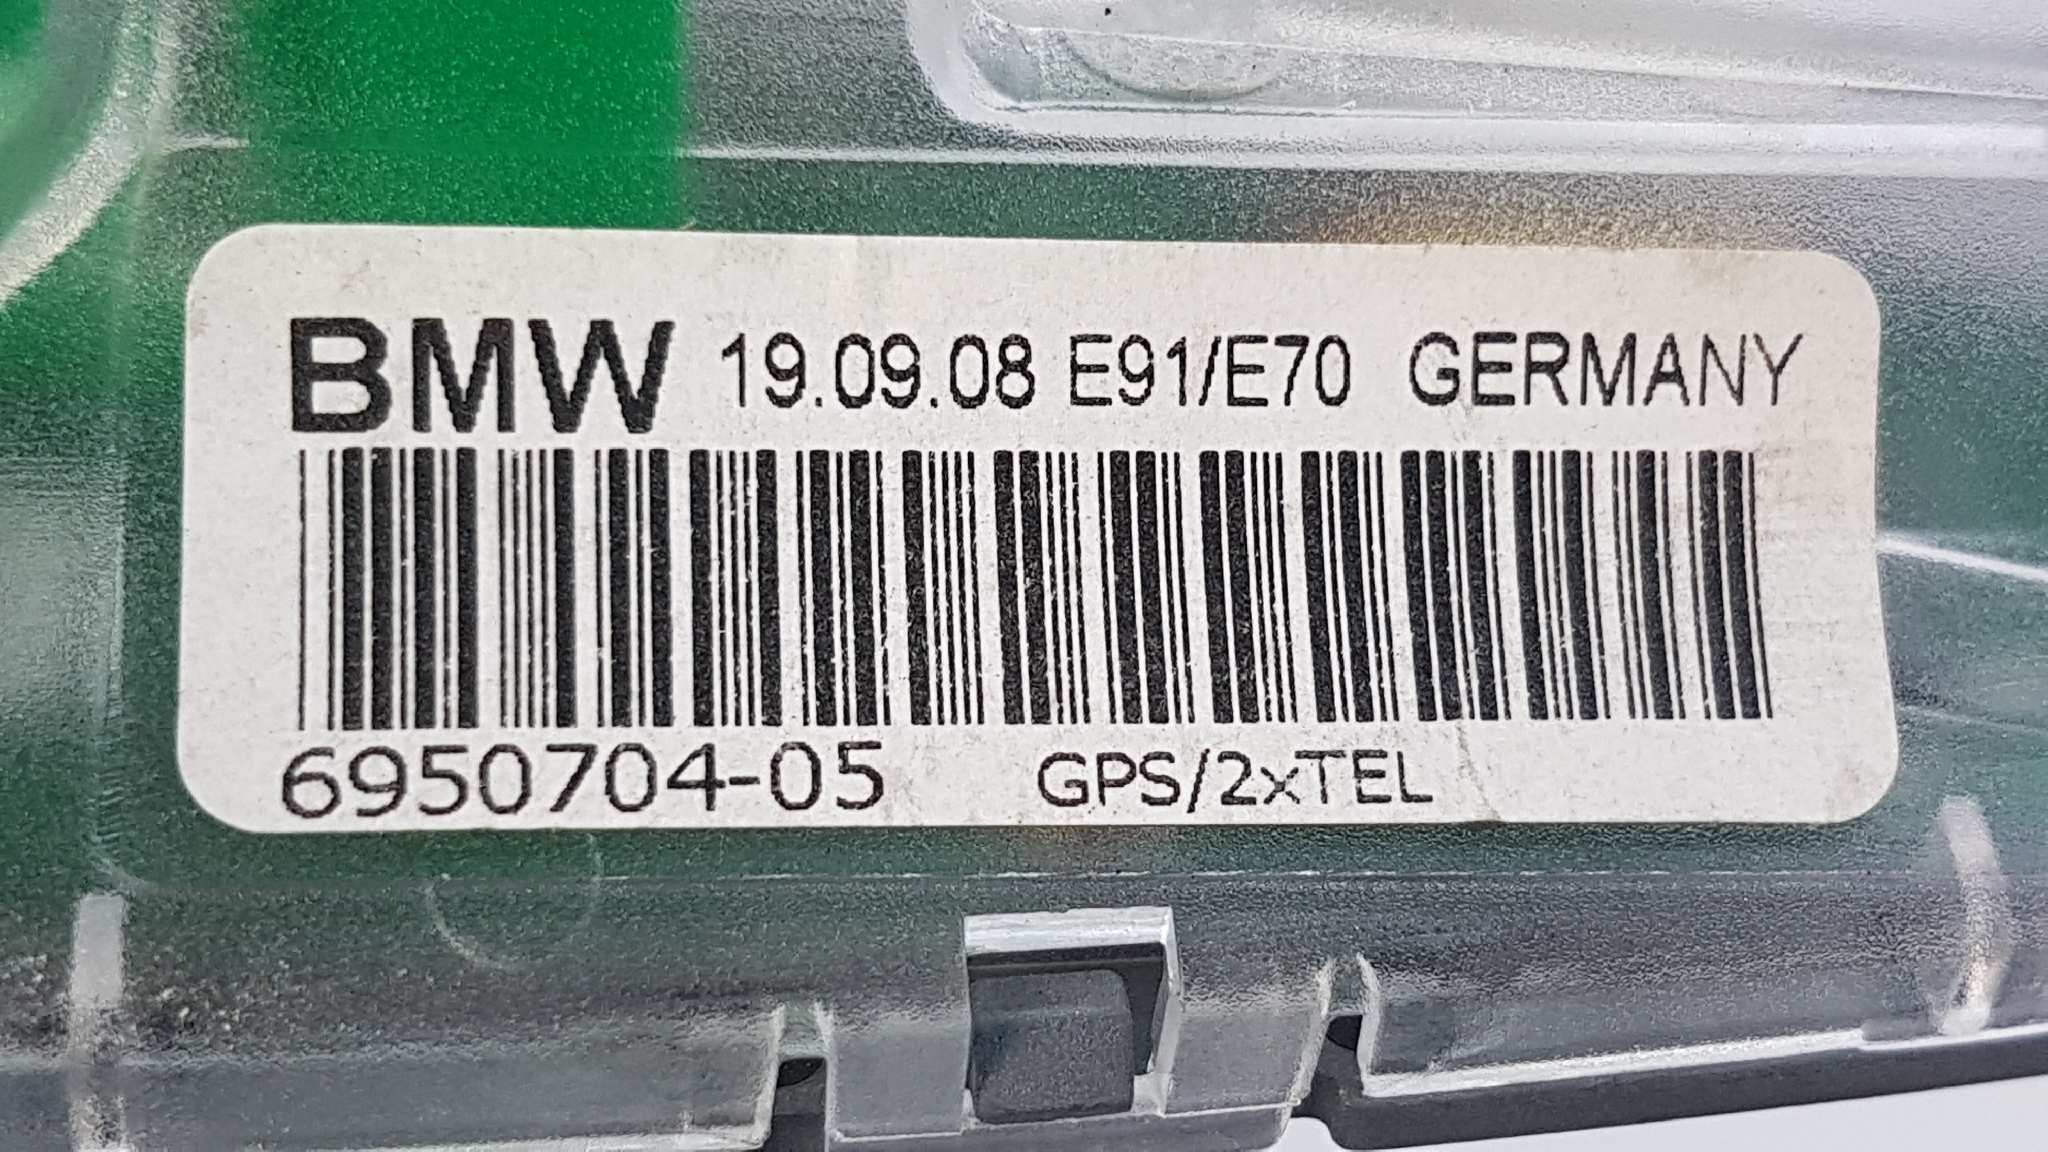 BMW 19.09.08 E91/E70 GERMANY
6950704-05 GPS/2xTEL